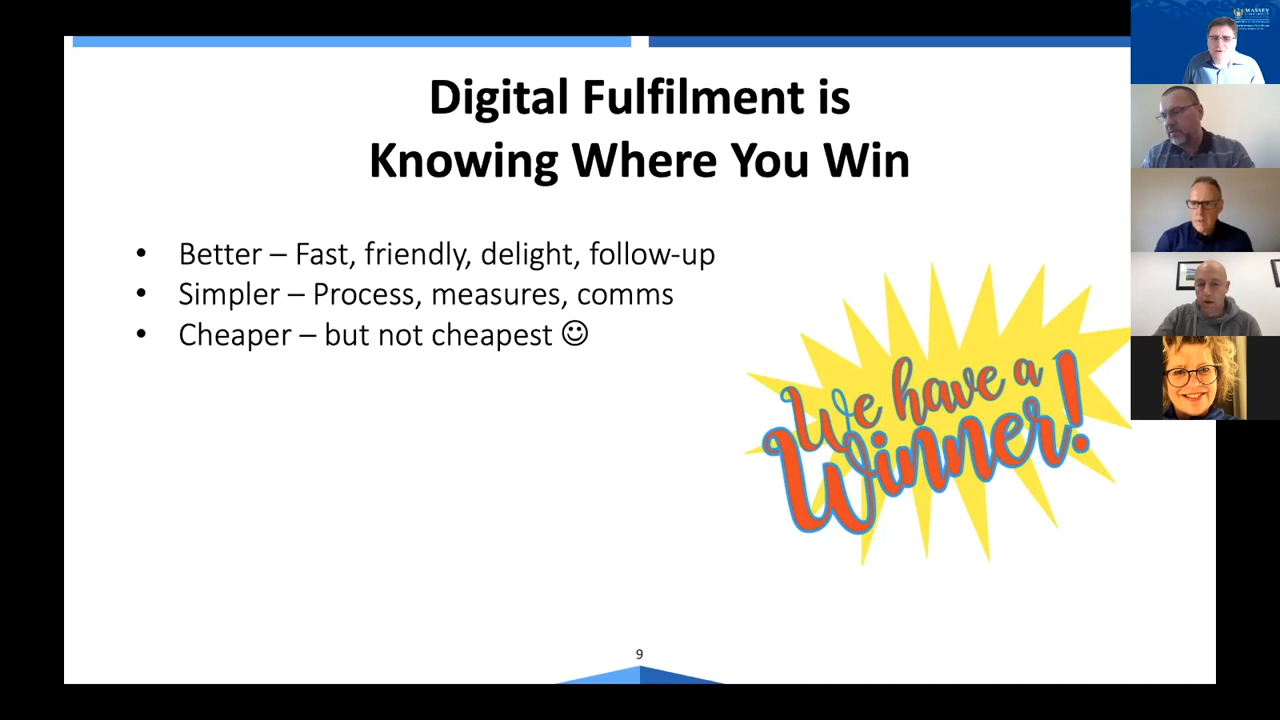 Digital Fulfilment is
Knowing Where You Win
• Better – Fast, friendly, delight, follow-up
• Simpler – Process, measures, comms
• Cheaper – but not cheapest ☺
We have a
Winner!
9
MASSEY